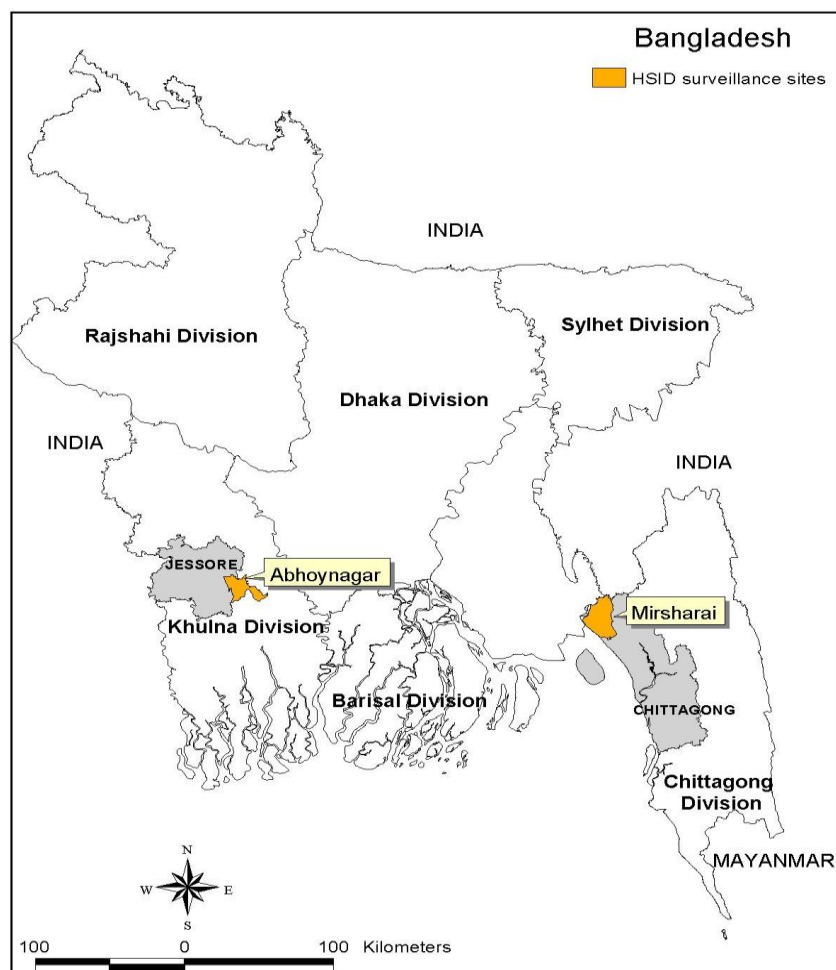 Bangladesh
HSID surveillance sites
INDIA
Sylhet Division
Rajshahi Division
Dhaka Division
INDIA
INDIA
JESSORE
Abhoynagar
Mirsharai
Khulna Division
Barisal Division
CHITTAGONG
Chittagong
Division
MAYANMAR
N
W E
S
100 0 100 Kilometers